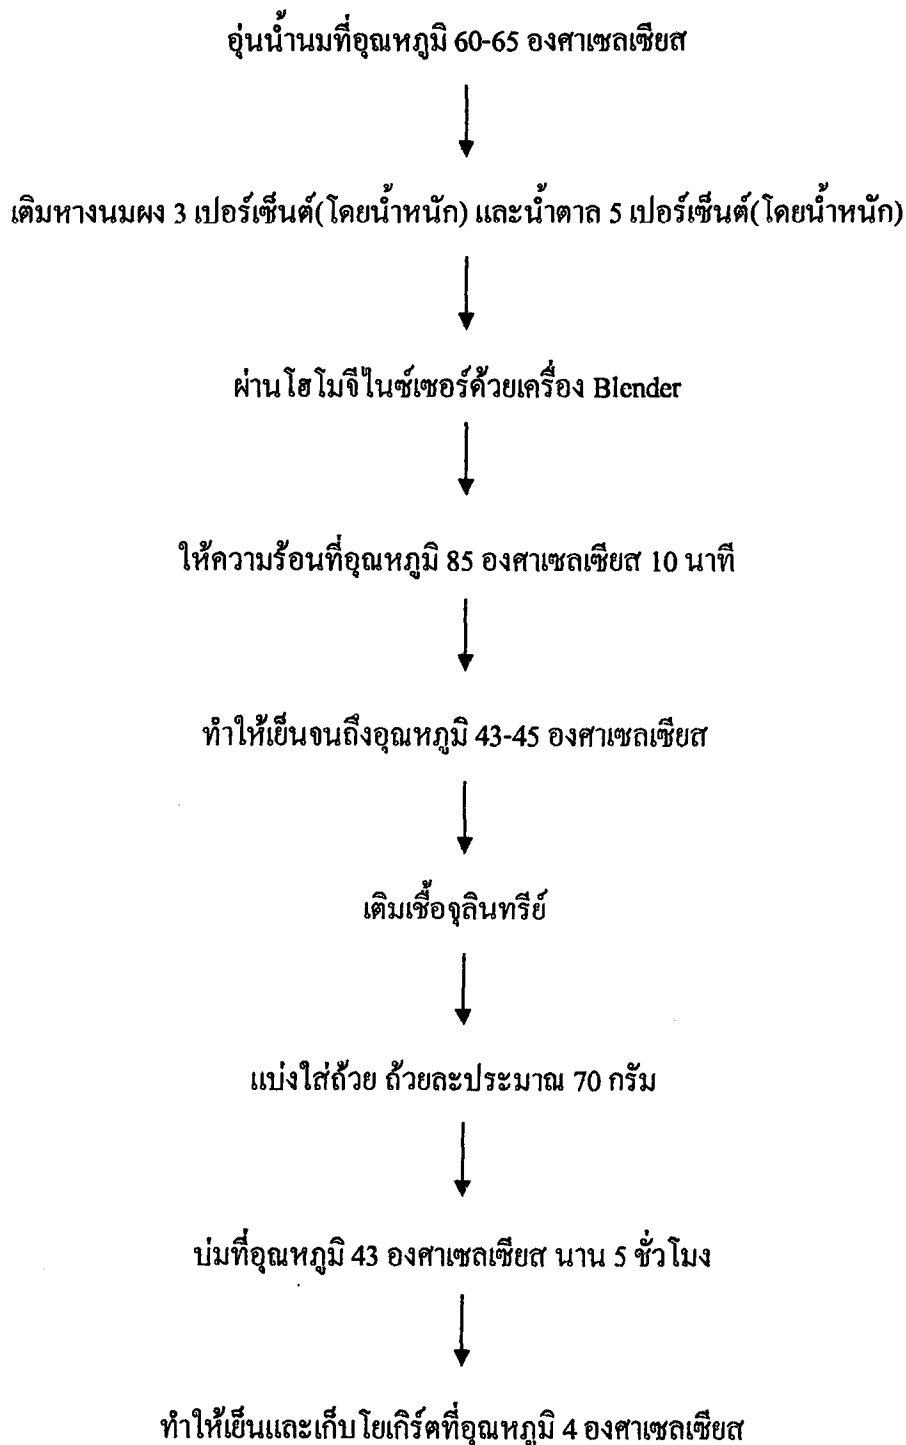 อุ่นน้ำนมที่อุณหภูมิ 60-65 องศาเซลเซียส
เติมหางนมผง 3 เปอร์เซ็นต์(โดยน้ำหนัก) และน้ำตาล 5 เปอร์เซ็นต์(โดยน้ำหนัก)
ผ่านโฮโมจีไนซ์เซอร์ด้วยเครื่อง Blender
ให้ความร้อนที่อุณหภูมิ 85 องศาเซลเซียส 10 นาที
ทำให้เย็นจนถึงอุณหภูมิ 43-45 องศาเซลเซียส
เติมเชื้อจุลินทรีย์
แบ่งใส่ถ้วย ถ้วยละประมาณ 70 กรัม
บ่มที่อุณหภูมิ 43 องศาเซลเซียส นาน 5 ชั่วโมง
ทำให้เย็นและเก็บโยเกิร์ตที่อุณหภูมิ 4 องศาเซลเซียส